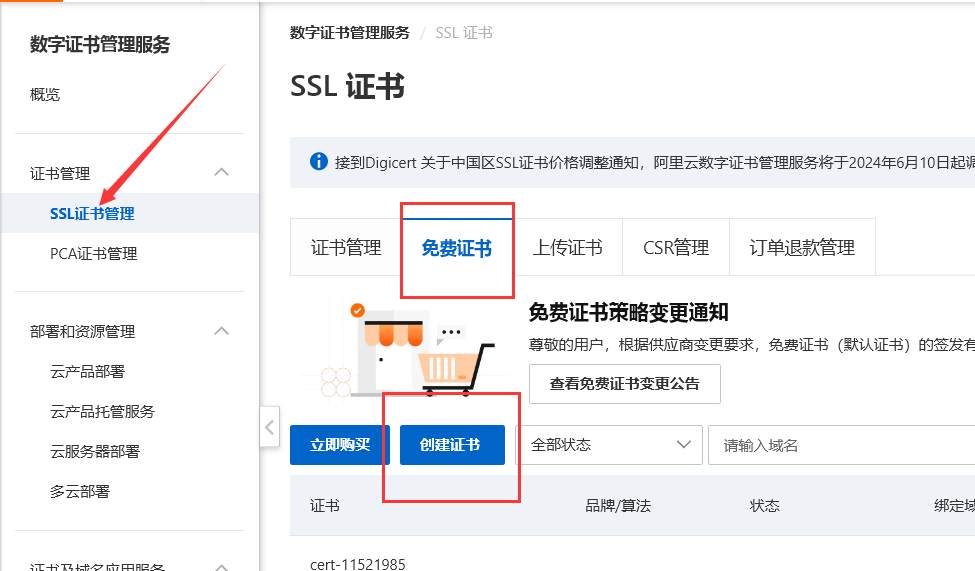 数字证书管理服务
概览
证书管理
SSL证书管理
PCA证书管理
部署和资源管理
云产品部署
云产品托管服务
云服务器部署
多云部署
证书及域名应用服务
数字证书管理服务 / SSL 证书
SSL 证书
接到Digicert 关于中国区SSL证书价格调整通知，阿里云数字证书管理服务将于2024年6月10日起调
证书管理 免费证书 上传证书 CSR管理 订单退款管理
免费证书策略变更通知
尊敬的用户，根据供应商变更要求，免费证书（默认证书）的签发有
查看免费证书变更公告
立即购买 创建证书 全部状态 请输入域名
证书 品牌/算法 状态 绑定域
cert-11521985